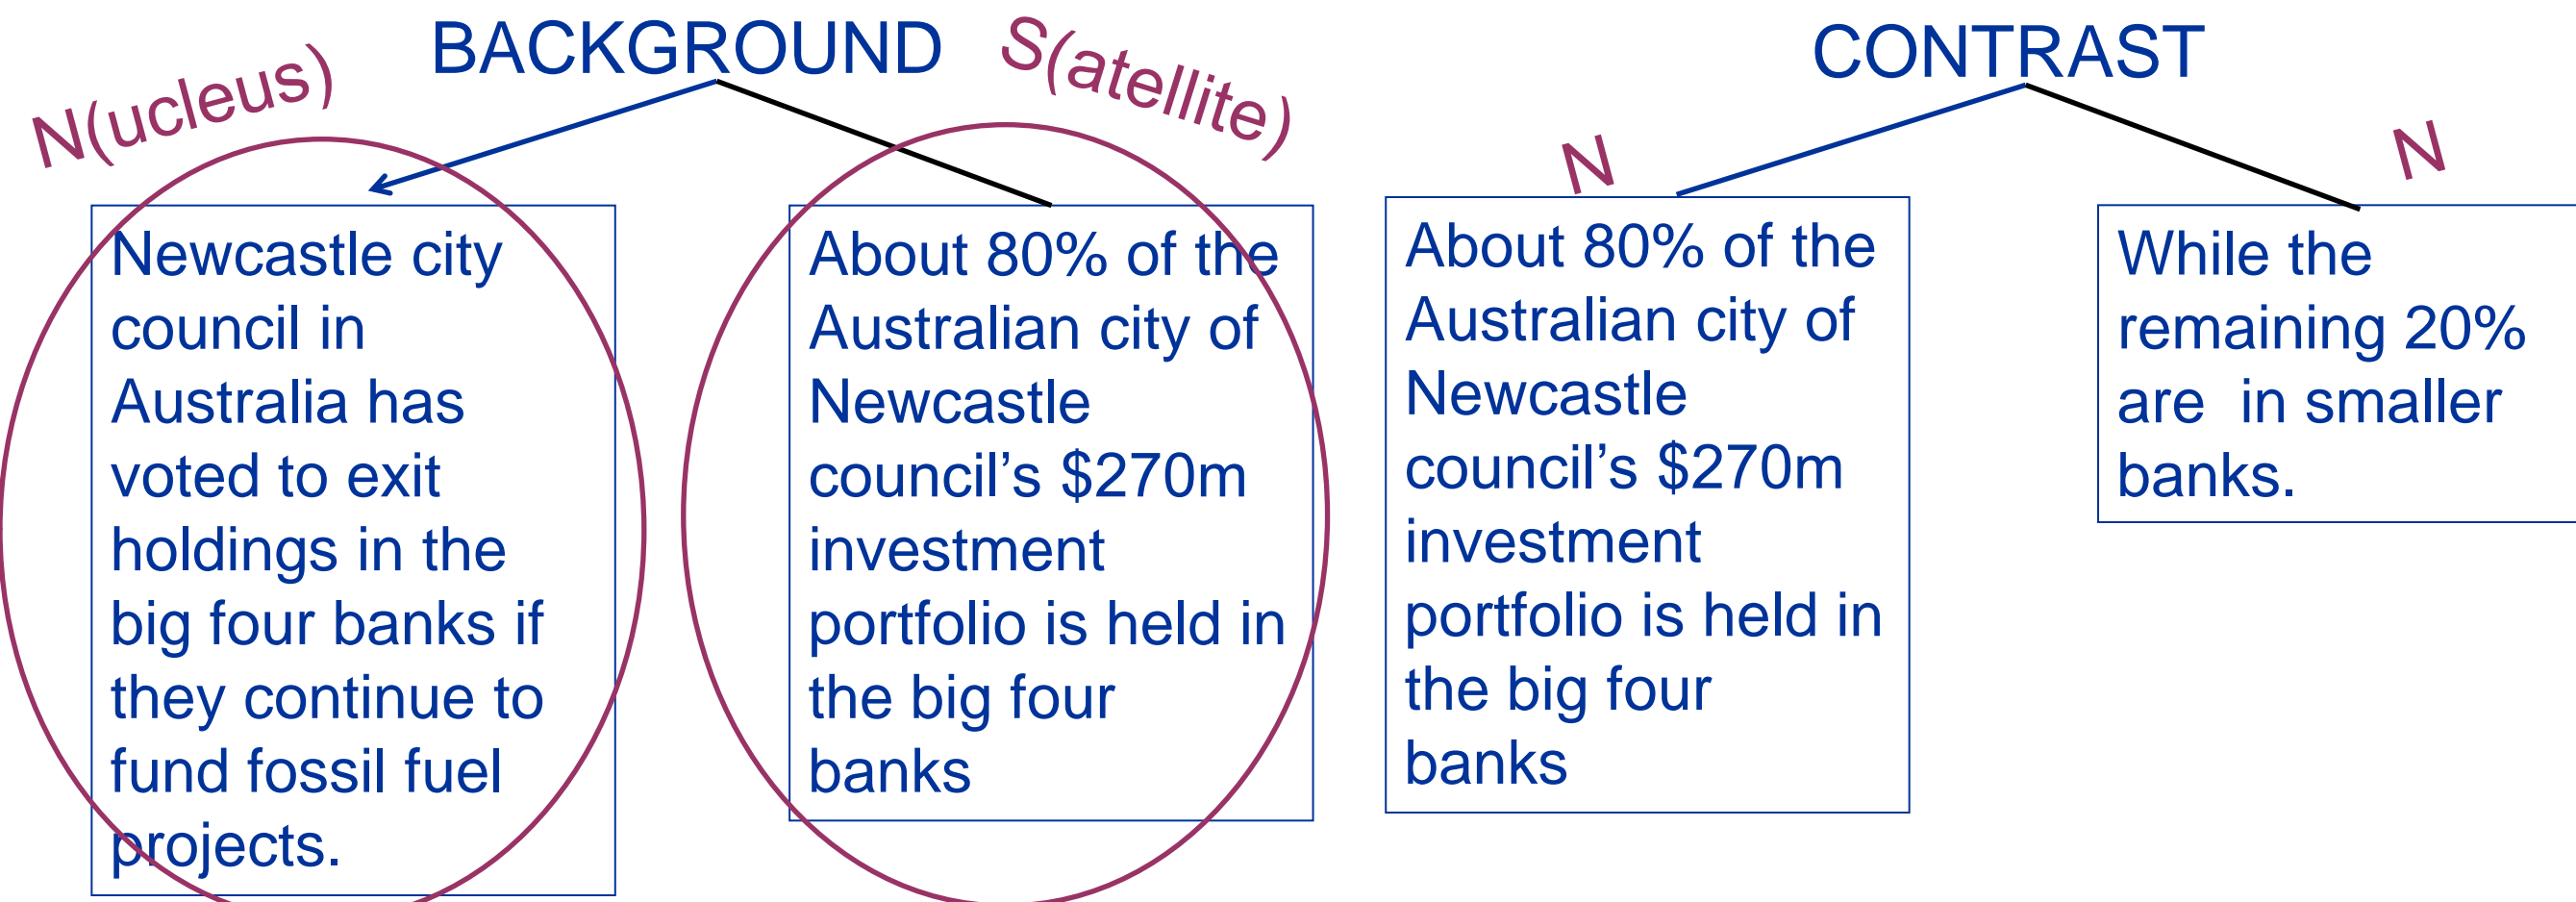 BACKGROUND
N(ucleus)
S(atellite)
Newcastle city
council in
Australia has
voted to exit
holdings in the
big four banks if
they continue to
fund fossil fuel
projects.
About 80% of the
Australian city of
Newcastle
council’s $270m
investment
portfolio is held in
the big four
banks
CONTRAST
N
N
About 80% of the
Australian city of
Newcastle
council’s $270m
investment
portfolio is held in
the big four
banks
While the
remaining 20%
are  in smaller
banks.